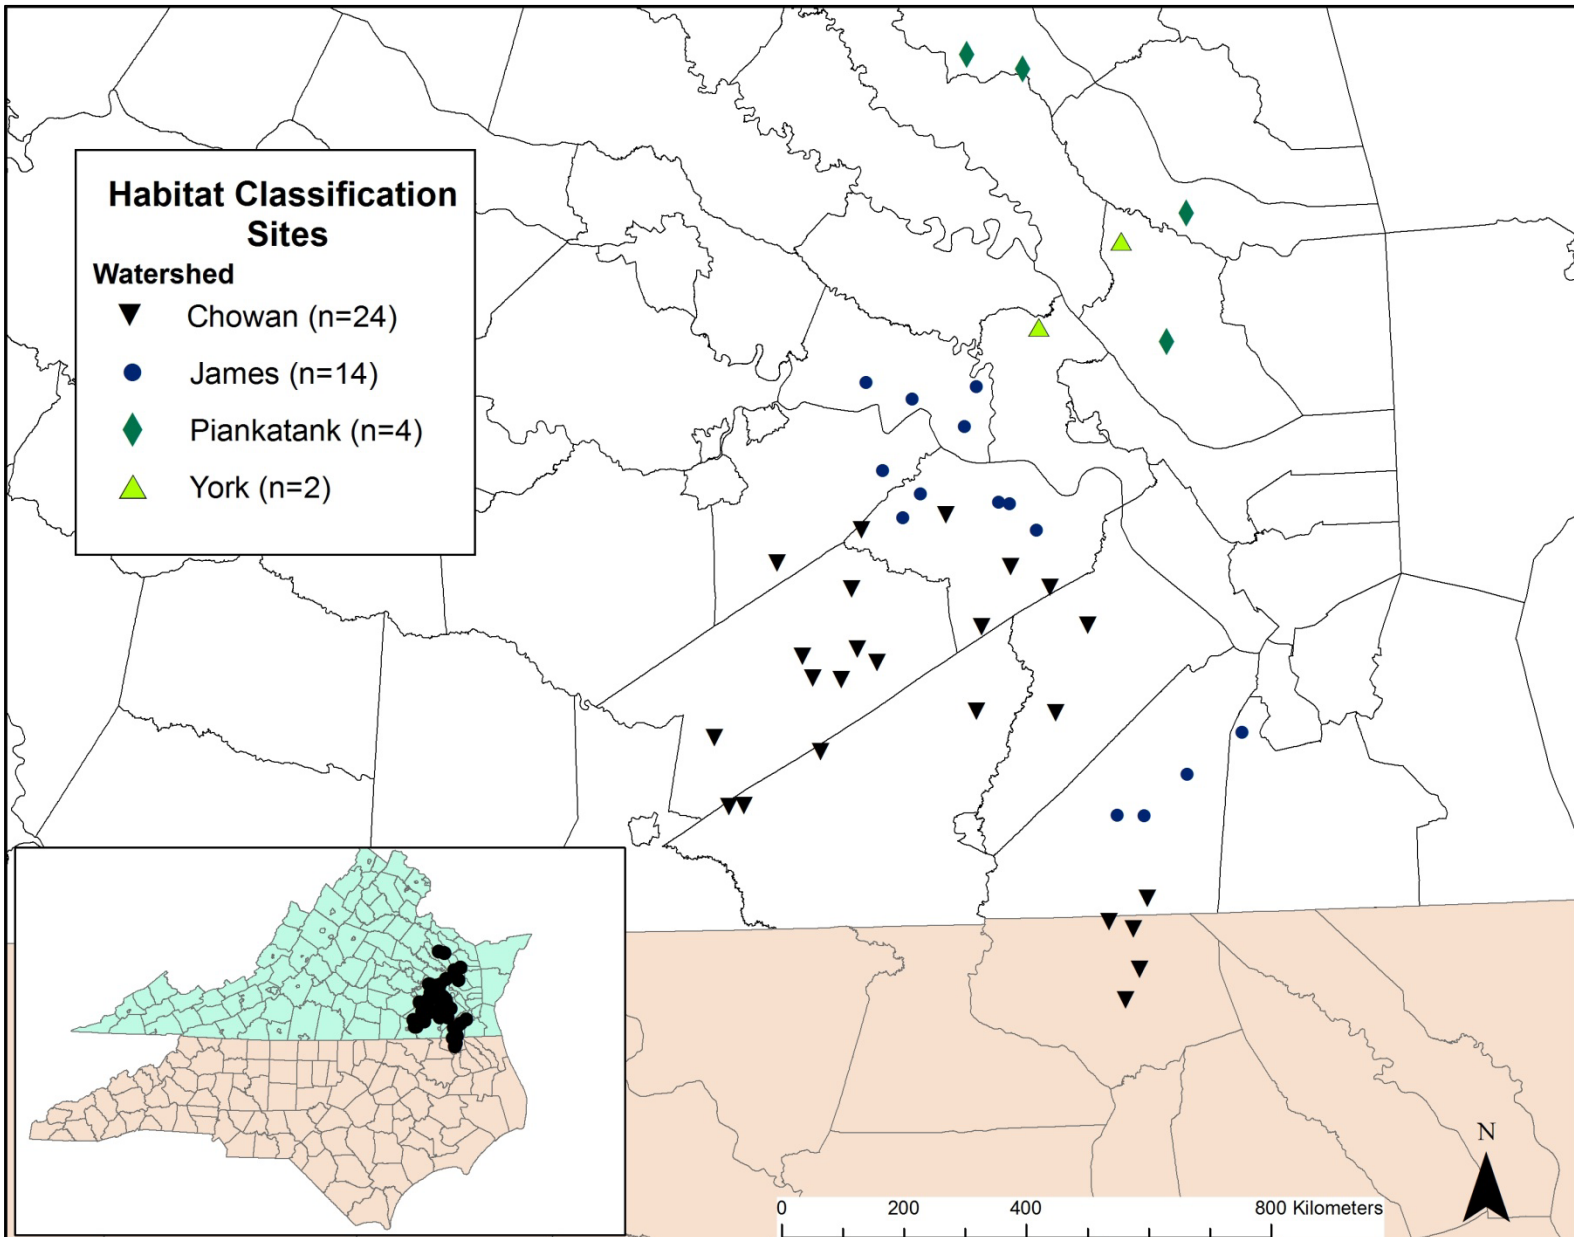 Habitat Classification
Sites
Watershed
Chowan (n=24)
James (n=14)
Piankatank (n=4)
York (n=2)
N
0 200 400 800 Kilometers